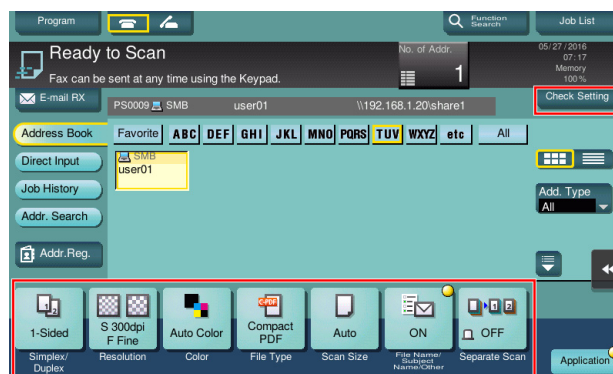 Program
Function
Search
Job List
Ready to Scan
Fax can be sent at any time using the Keypad.
No. of Addr.
1
05/27/2016
07:17
Memory
100%
E-mail RX
PS0009 SMB user01 \\192.168.1.20\share1
Check Setting
Address Book
Favorite ABC DEF GHI JKL MNO PQRS TUV WXYZ etc All
Direct Input
SMB
user01
Job History
Add. Type
All
Addr. Search
Addr.Reg.
1-Sided
S 300dpi
F Fine
Auto Color
Compact
PDF
Auto
ON
OFF
Simplex/
Duplex
Resolution
Color
File Type
Scan Size
File Name/
Subject
Name/Other
Separate Scan
Application